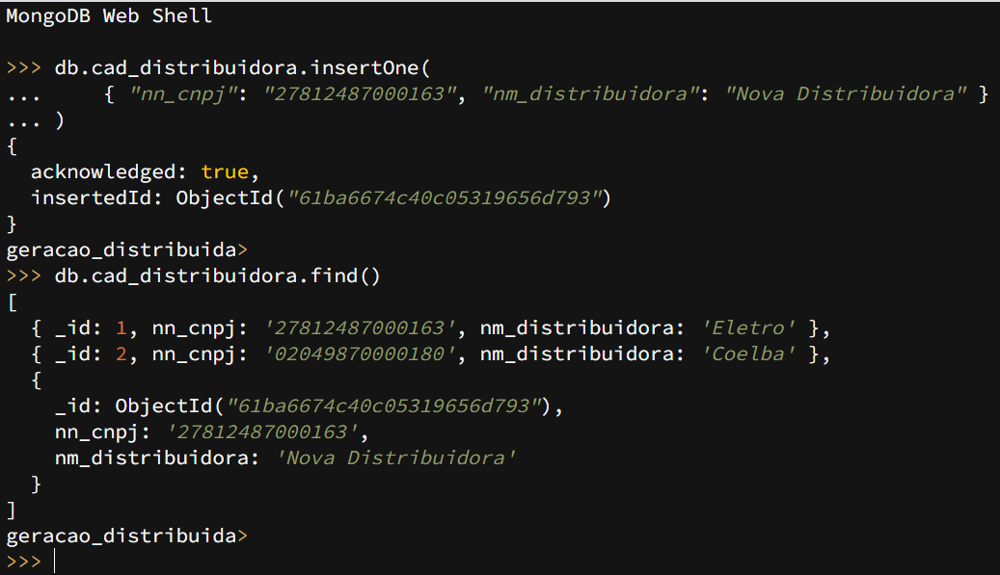 MongoDB Web Shell
>>> db.cad_distribuidora.insertOne(
...     { "nn_cnpj": "27812487000163", "nm_distribuidora": "Nova Distribuidora" }
... )
{
  acknowledged: true,
  insertedId: ObjectId("61ba6674c40c05319656d793")
}
geracao_distribuida>
>>> db.cad_distribuidora.find()
[
  { _id: 1, nn_cnpj: '27812487000163', nm_distribuidora: 'Eletro' },
  { _id: 2, nn_cnpj: '02049870000180', nm_distribuidora: 'Coelba' },
  {
    _id: ObjectId("61ba6674c40c05319656d793"),
    nn_cnpj: '27812487000163',
    nm_distribuidora: 'Nova Distribuidora'
  }
]
geracao_distribuida>
>>>